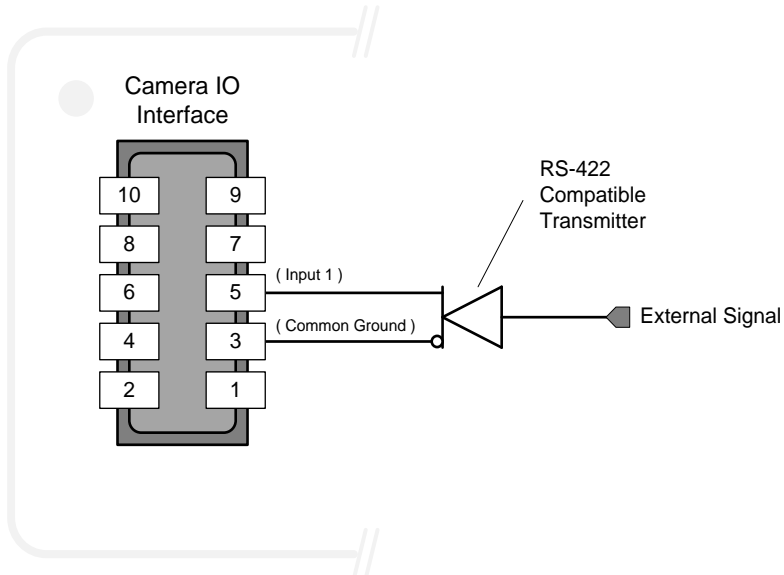 Camera IO
Interface
RS-422
Compatible
Transmitter
10 9
8 7
6 5 ( Input 1 )
External Signal
4 3 ( Common Ground )
2 1